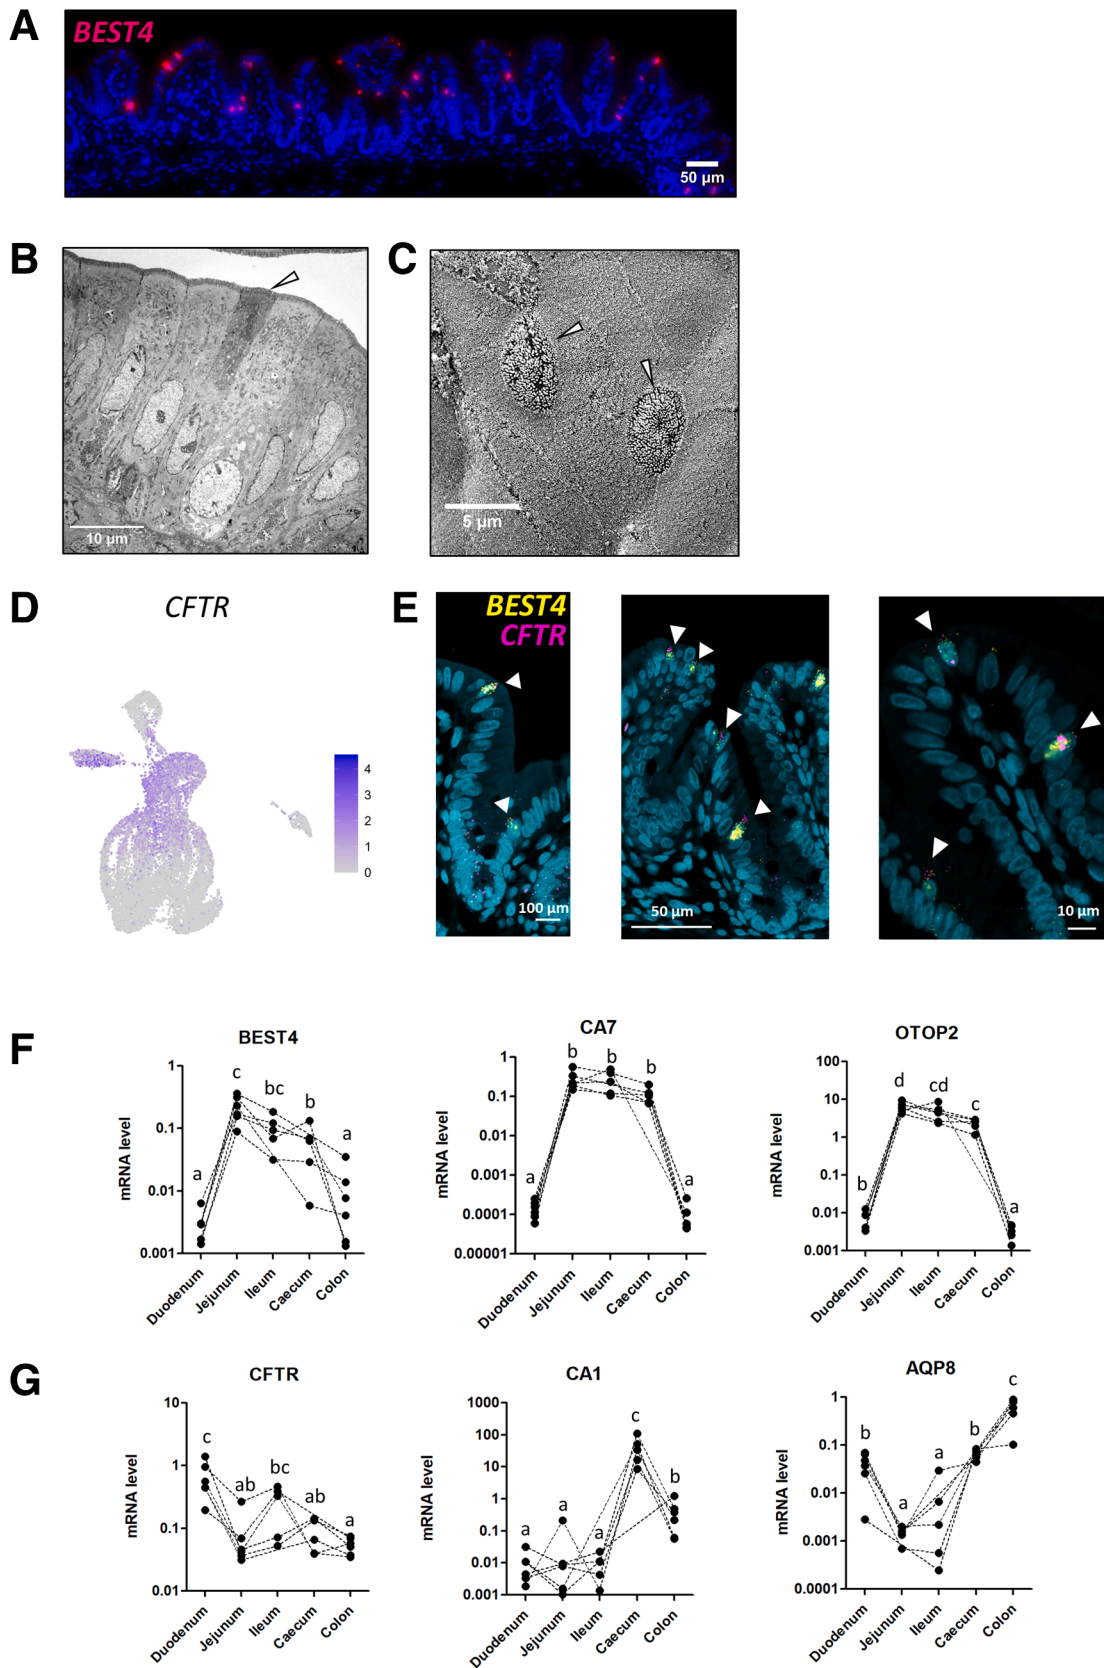 A
BEST4
50 µm
B
10 µm
C
5 µm
D
CFTR
4
3
2
1
0
E
BEST4
CFTR
100 µm
50 µm
10 µm
F
BEST4
mRNA level
1
0.1
0.01
0.001
a
c
bc
b
a
Duodenum
Jejunum
Ileum
Caecum
Colon
CA7
mRNA level
1
0.1
0.01
0.001
0.0001
0.00001
a
b
b
b
a
Duodenum
Jejunum
Ileum
Caecum
Colon
OTOP2
mRNA level
100
10
1
0.1
0.01
0.001
b
d
cd
c
a
Duodenum
Jejunum
Ileum
Caecum
Colon
G
CFTR
mRNA level
10
1
0.1
0.01
c
ab
bc
ab
a
Duodenum
Jejunum
Ileum
Caecum
Colon
CA1
mRNA level
1000
100
10
1
0.1
0.01
0.001
a
a
a
c
b
Duodenum
Jejunum
Ileum
Caecum
Colon
AQP8
mRNA level
1
0.1
0.01
0.001
0.0001
b
a
a
b
c
Duodenum
Jejunum
Ileum
Caecum
Colon